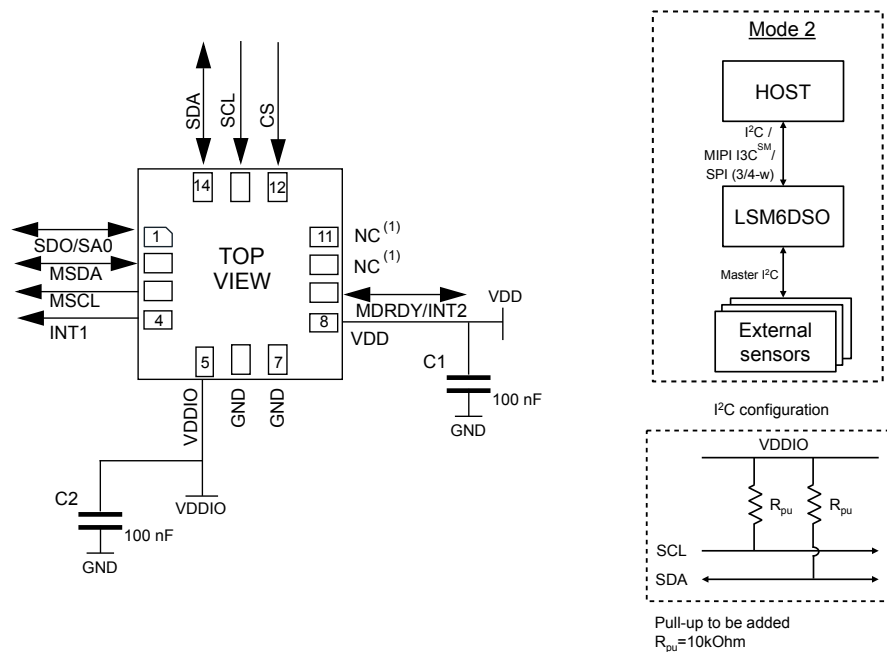 SDA
SCL
CS
14
12
1
11
NC (1)
SDO/SA0
TOP
VIEW
NC (1)
MSDA
MSCL
MDRDY/INT2
VDD
4
8
INT1
VDD
5
7
C1
100 nF
GND
VDDIO
GND
GND
C2
VDDIO
100 nF
GND
Mode 2
HOST
I²C /
MIPI I3C^SM/
SPI (3/4-w)
LSM6DSO
Master I²C
External
sensors
I²C configuration
VDDIO
Rpu
Rpu
SCL
SDA
Pull-up to be added
Rpu=10kOhm